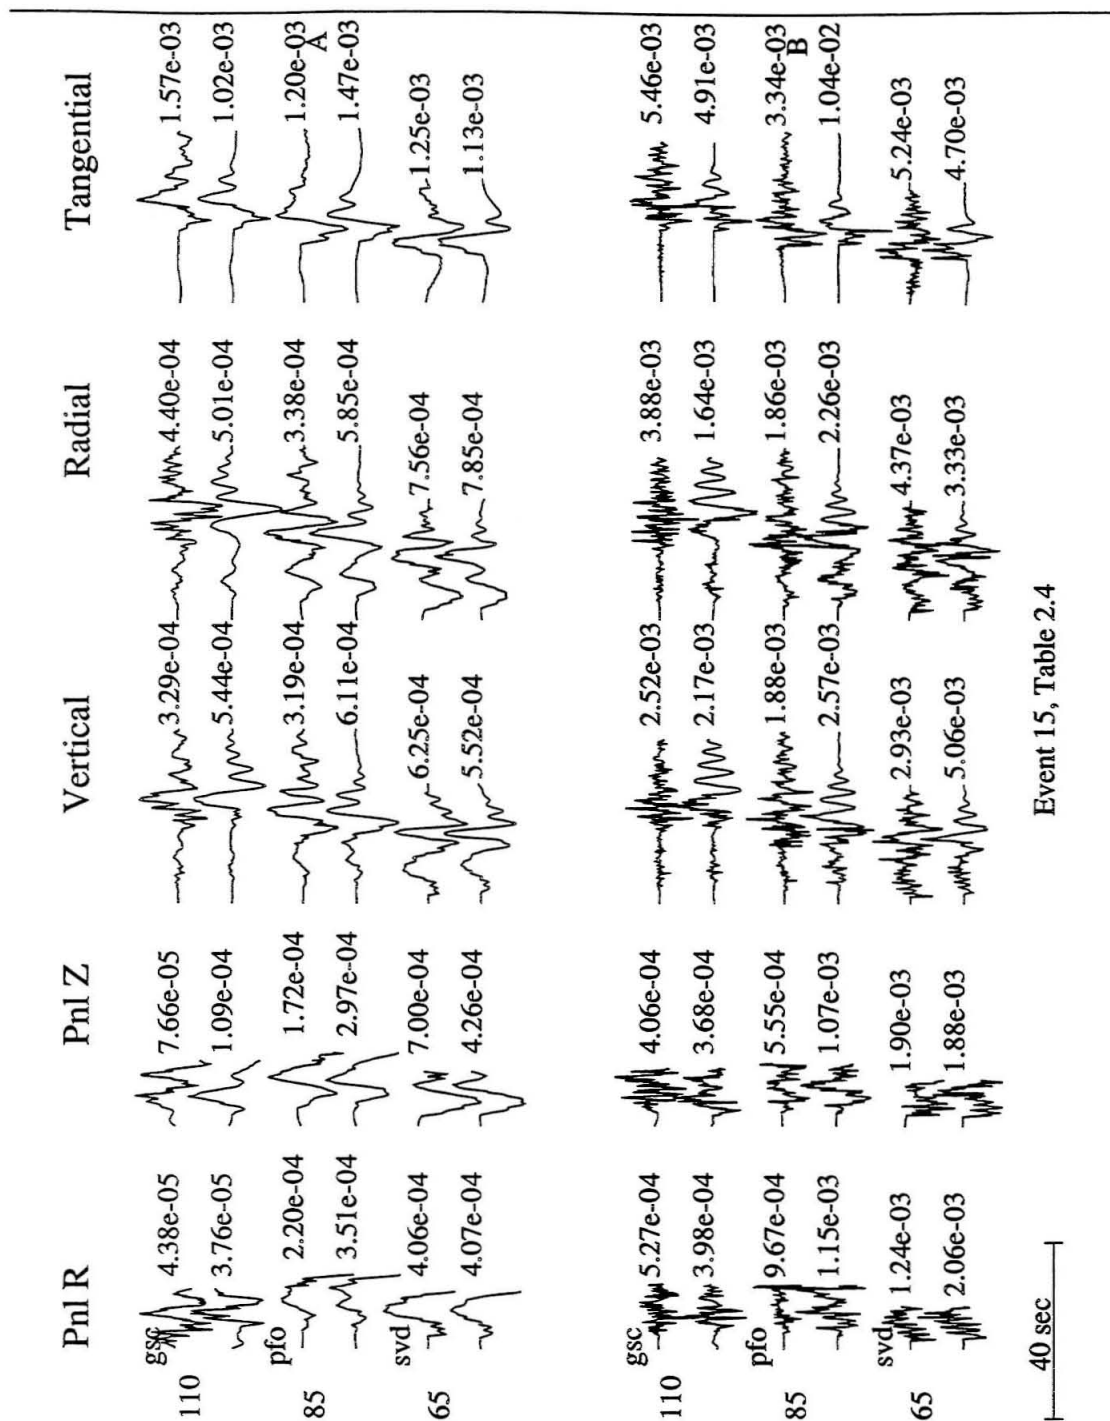 Pnl R Pnl Z Vertical Radial Tangential
gsc
110
4.38e-05 7.66e-05 3.29e-04 4.40e-04 1.57e-03
3.76e-05 1.09e-04 5.44e-04 5.01e-04 1.02e-03
pfo
85
2.20e-04 1.72e-04 3.19e-04 3.38e-04 1.20e-03
A
3.51e-04 2.97e-04 6.11e-04 5.85e-04 1.47e-03
svd
65
4.06e-04 7.00e-04 6.25e-04 7.56e-04 1.25e-03
4.07e-04 4.26e-04 5.52e-04 7.85e-04 1.13e-03
gsc
110
5.27e-04 4.06e-04 2.52e-03 3.88e-03 5.46e-03
3.98e-04 3.68e-04 2.17e-03 1.64e-03 4.91e-03
pfo
85
9.67e-04 5.55e-04 1.88e-03 1.86e-03 3.34e-03
B
1.15e-03 1.07e-03 2.57e-03 2.26e-03 1.04e-02
svd
65
1.24e-03 1.90e-03 2.93e-03 4.37e-03 5.24e-03
2.06e-03 1.88e-03 5.06e-03 3.33e-03 4.70e-03
40 sec
Event 15, Table 2.4